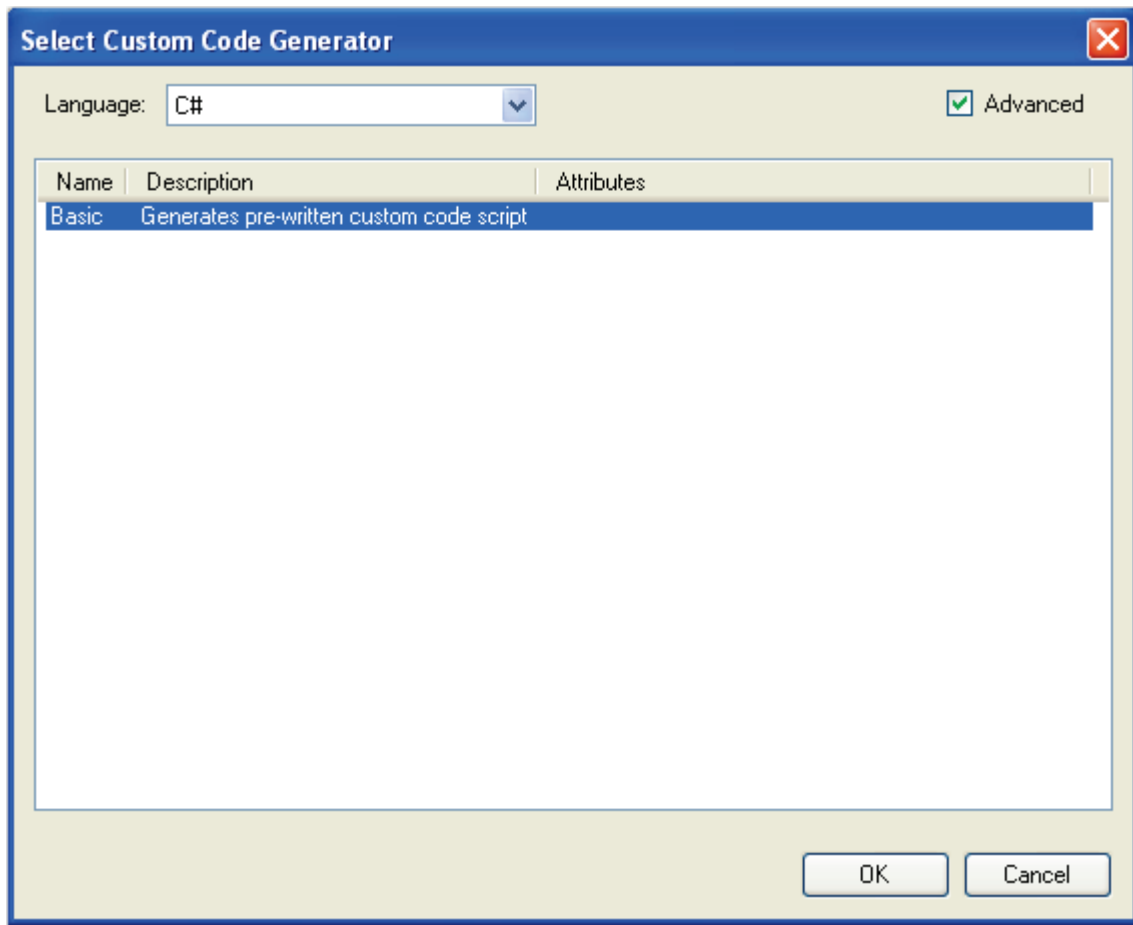 Select Custom Code Generator
Language: C# Advanced
Name Description Attributes
Basic Generates pre-written custom code script
OK Cancel